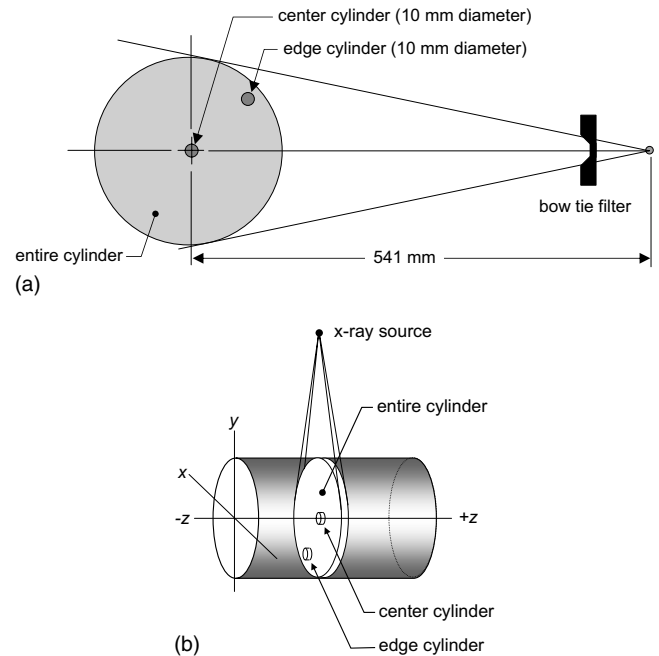 center cylinder (10 mm diameter)
edge cylinder (10 mm diameter)
bow tie filter
entire cylinder
541 mm
(a)
x-ray source
entire cylinder
y
x
-z
+z
center cylinder
edge cylinder
(b)